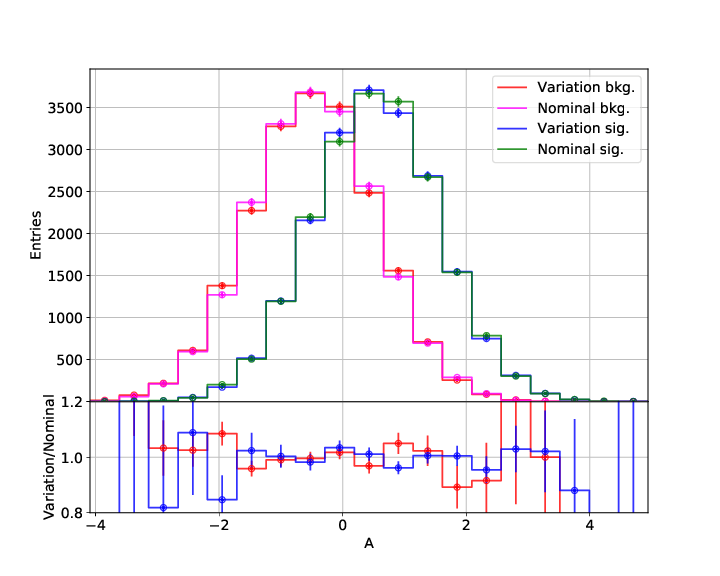 Variation bkg.
Nominal bkg.
Variation sig.
Nominal sig.
Entries
3500
3000
2500
2000
1500
1000
500
Variation/Nominal
1.2
1.0
0.8
−4 −2 0 2 4
A